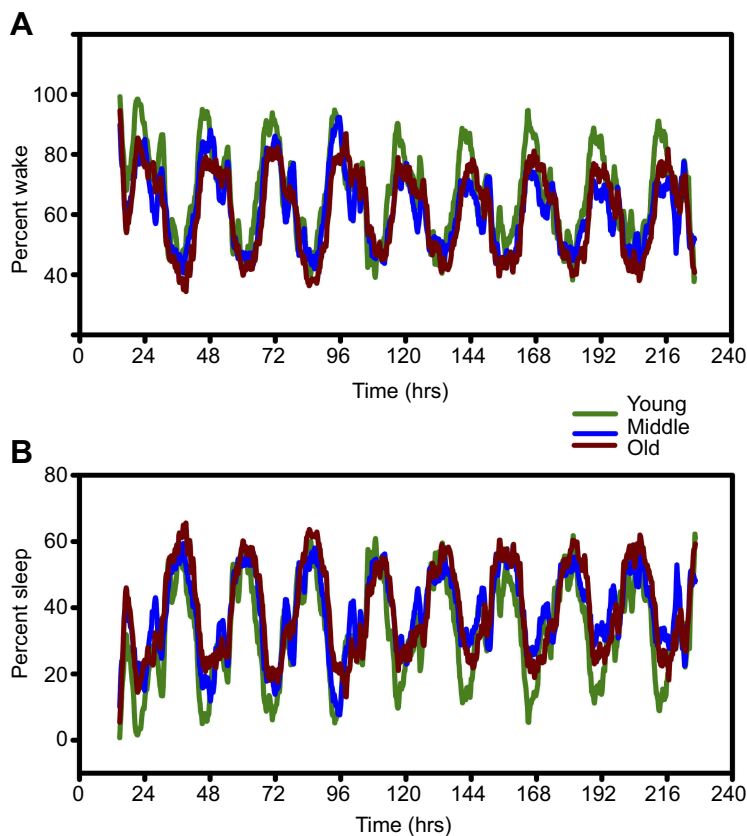 A
Percent wake
100
80
60
40
0 24 48 72 96 120 144 168 192 216 240
Time (hrs)
Young
Middle
Old
B
Percent sleep
80
60
40
20
0
24 48 72 96 120 144 168 192 216 240
Time (hrs)